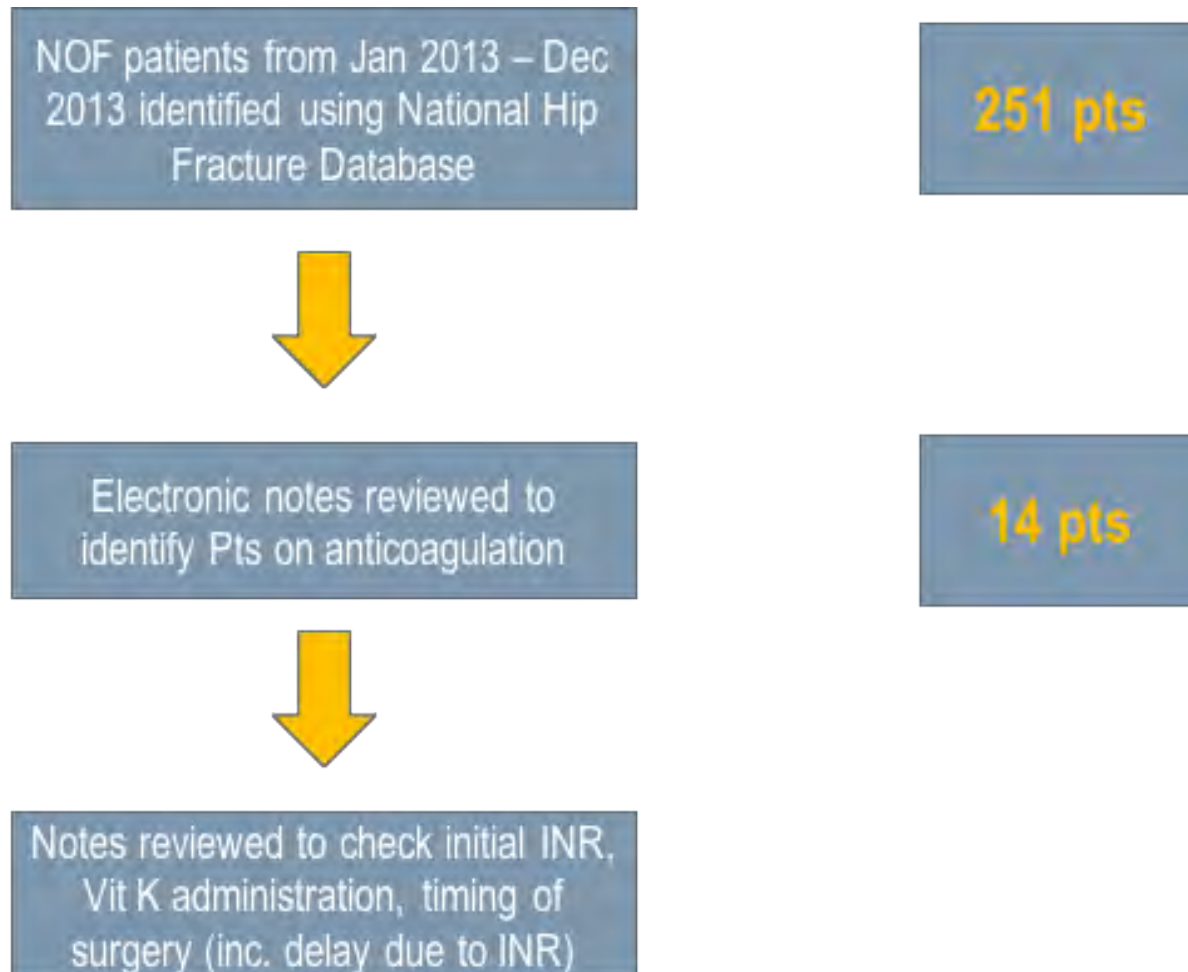 NOF patients from Jan 2013 – Dec
2013 identified using National Hip
Fracture Database
251 pts
Electronic notes reviewed to
identify Pts on anticoagulation
14 pts
Notes reviewed to check initial INR,
Vit K administration, timing of
surgery (inc. delay due to INR)